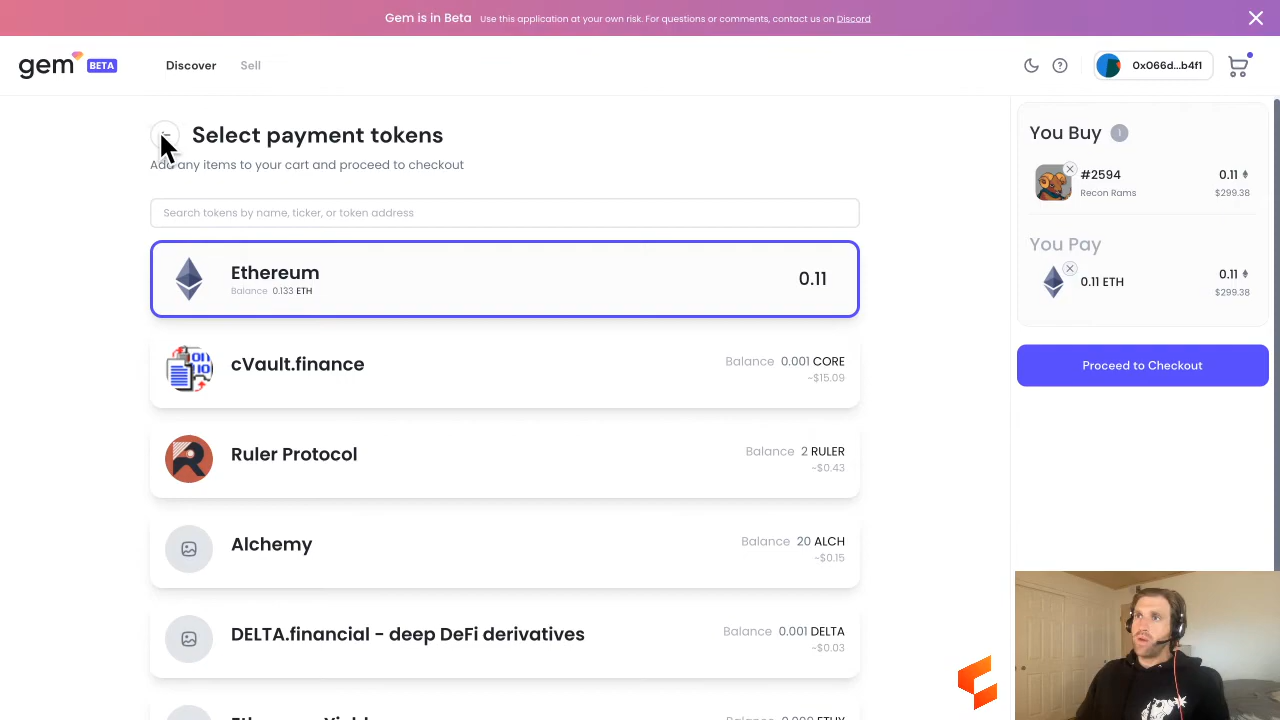 Gem is in Beta Use this application at your own risk. For questions or comments, contact us on Discord
gem BETA
Discover
Sell
0x066d...b4f1
Select payment tokens
Add any items to your cart and proceed to checkout
Search tokens by name, ticker, or token address
Ethereum
Balance 0.133 ETH
0.11
cVault.finance
Balance 0.001 CORE
~$15.09
Ruler Protocol
Balance 2 RULER
~$0.43
Alchemy
Balance 20 ALCH
~$0.15
DELTA.financial - deep DeFi derivatives
Balance 0.001 DELTA
~$0.03
You Buy 1
#2594
Recon Rams
0.11
$299.38
You Pay
0.11 ETH
0.11
$299.38
Proceed to Checkout